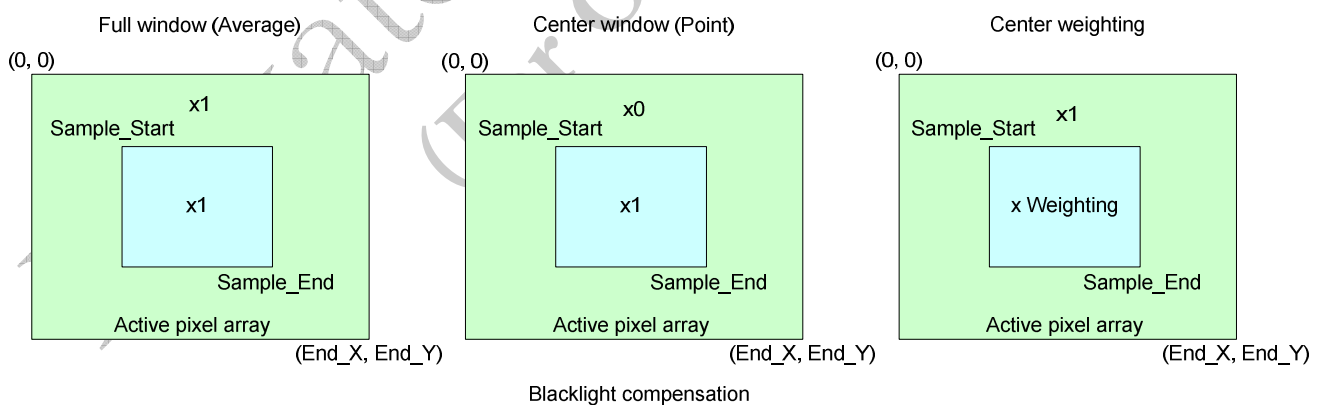 Full window (Average)
Center window (Point)
Center weighting
(0, 0)
(0, 0)
(0, 0)
x1
Sample_Start
x1
Sample_End
Active pixel array
(End_X, End_Y)
x0
Sample_Start
x1
Sample_End
Active pixel array
(End_X, End_Y)
x1
Sample_Start
x Weighting
Sample_End
Active pixel array
(End_X, End_Y)
Blacklight compensation